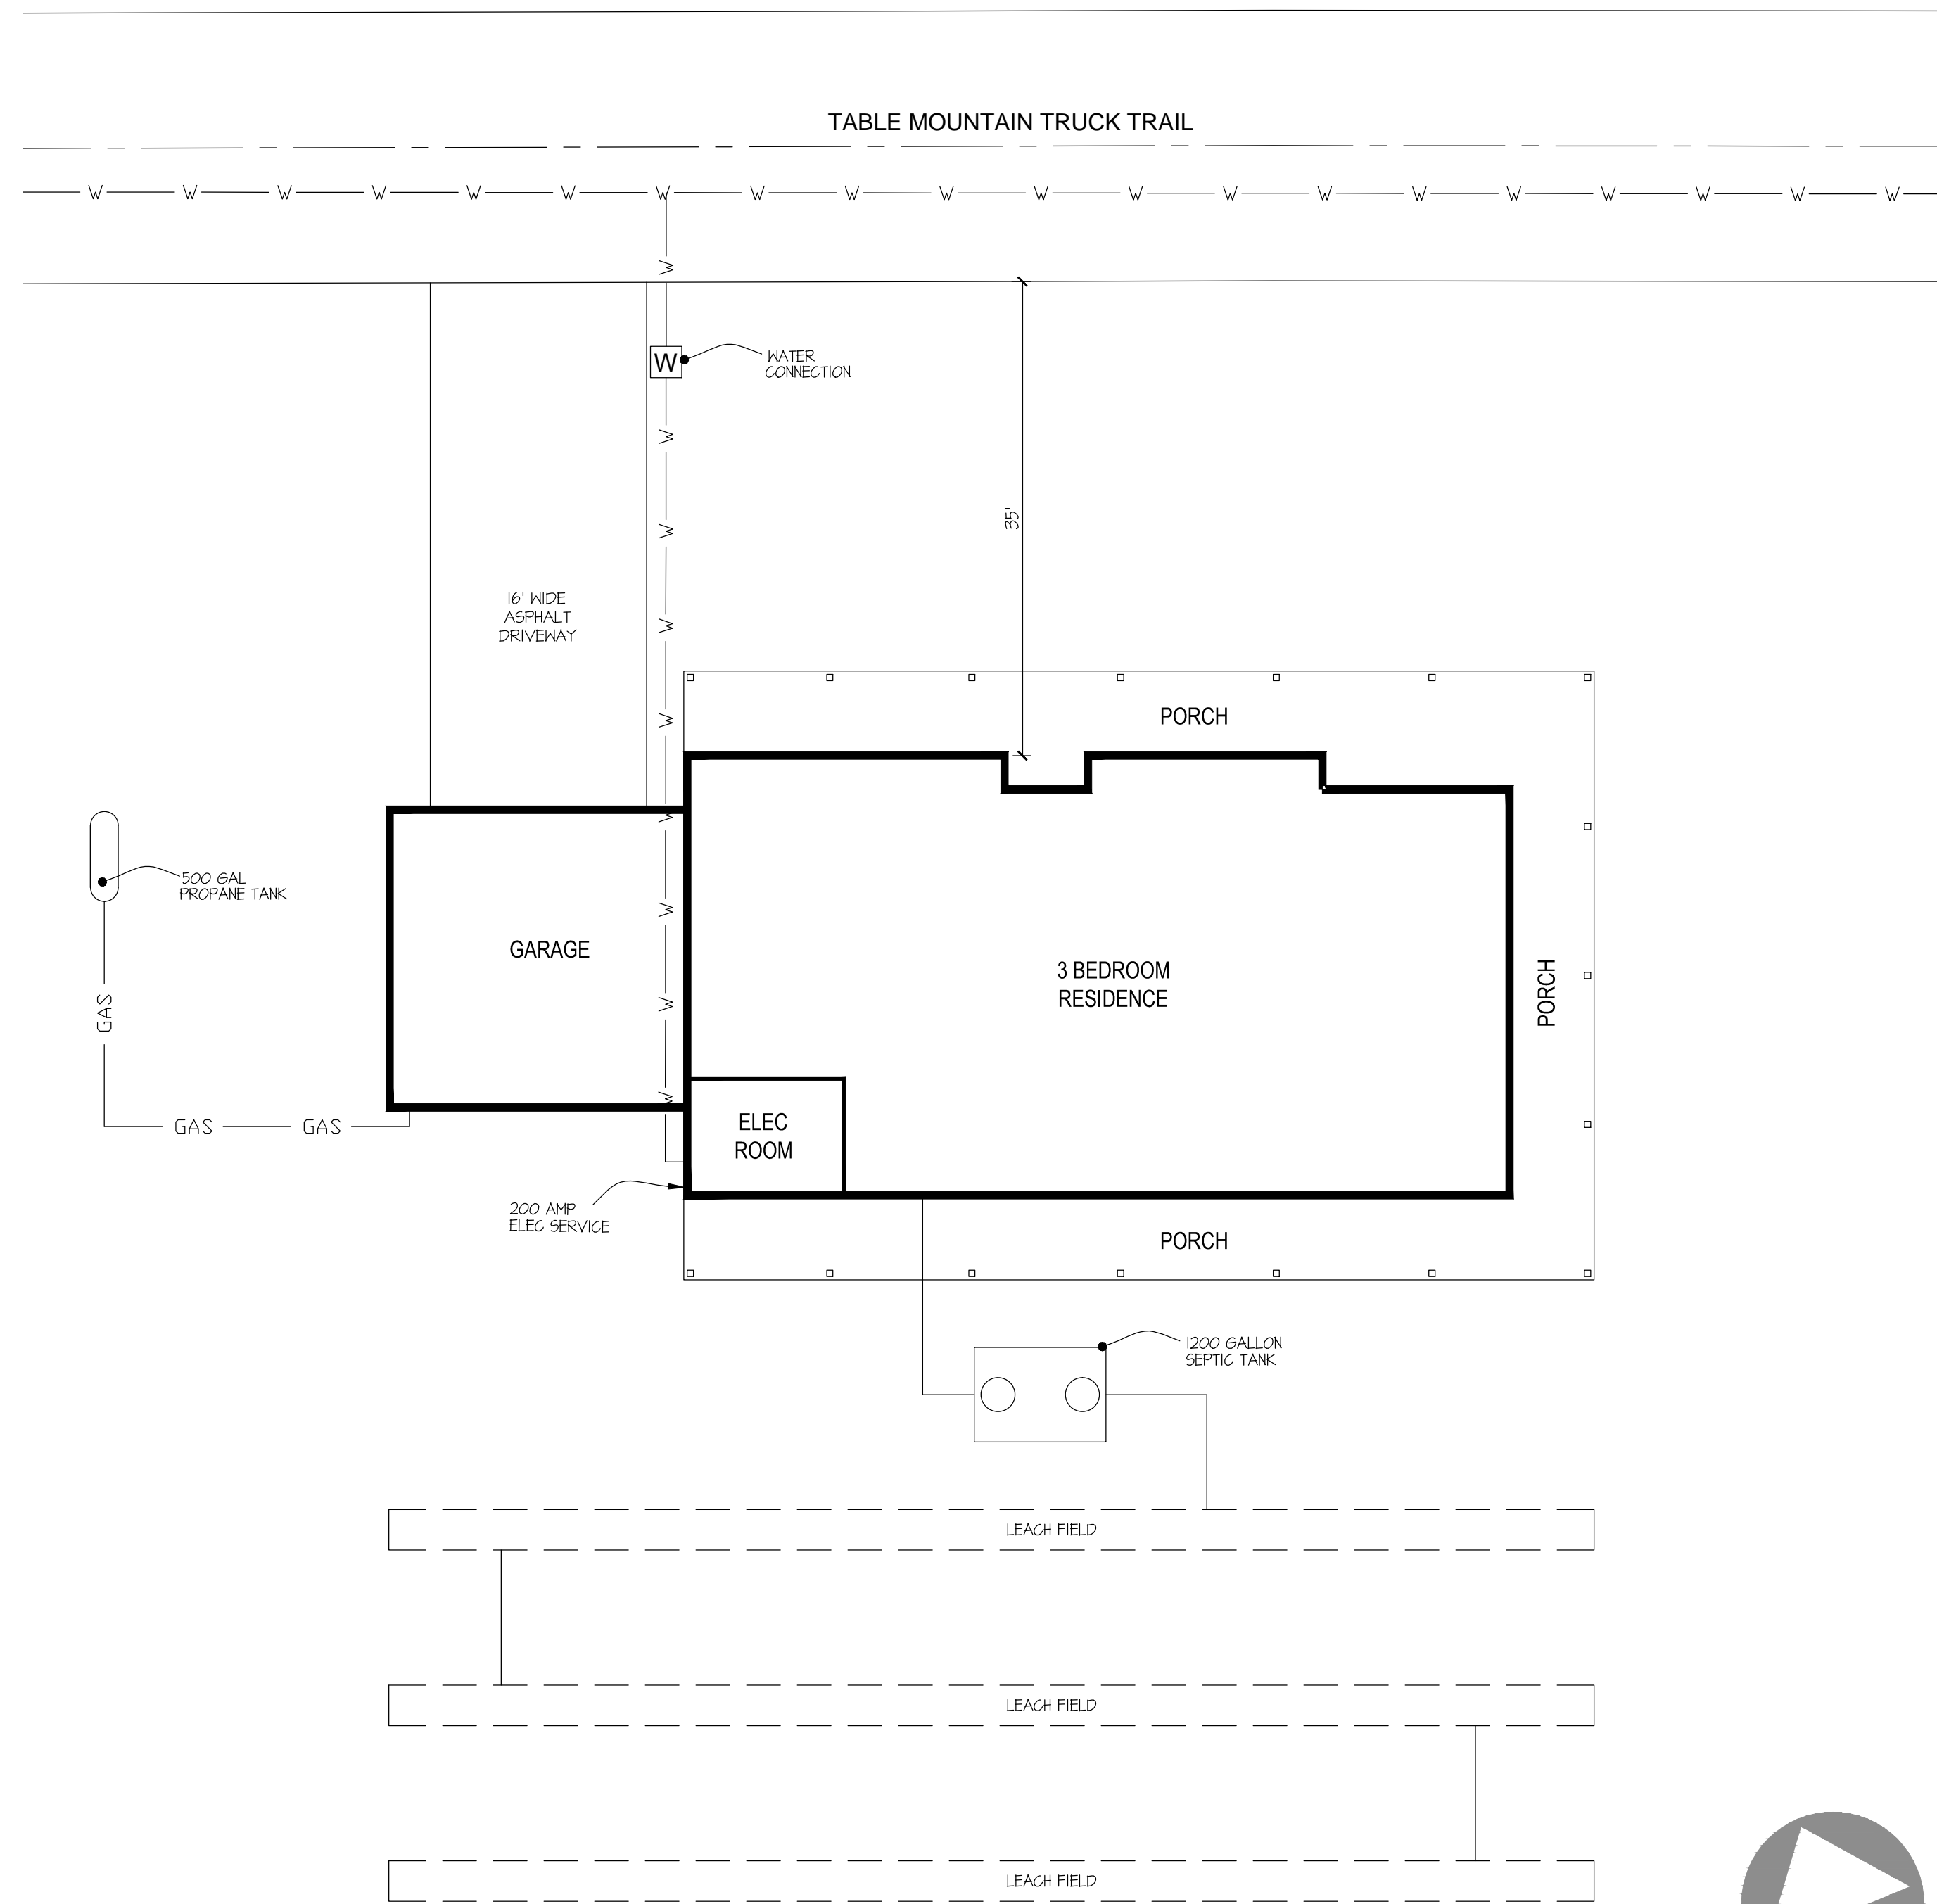 TABLE MOUNTAIN TRUCK TRAIL
W W W W W W W W W W W W W W W W W W W W
W
W
WATER
CONNECTION
W
W
35'
16' WIDE
ASPHALT
DRIVEWAY
W
W
PORCH
W
500 GAL
PROPANE TANK
W
GARAGE
3 BEDROOM
RESIDENCE
PORCH
GAS
W
W
GAS GAS
ELEC
ROOM
200 AMP
ELEC SERVICE
PORCH
1200 GALLON
SEPTIC TANK
LEACH FIELD
LEACH FIELD
LEACH FIELD